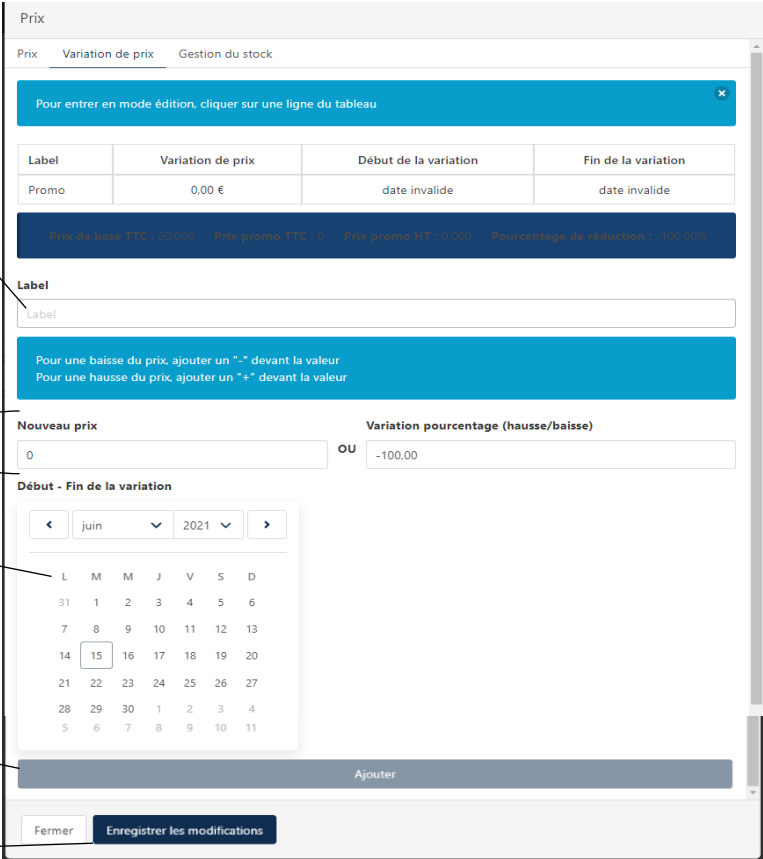 Prix
Prix Variation de prix Gestion du stock
Pour entrer en mode édition, cliquer sur une ligne du tableau
Label Variation de prix Début de la variation Fin de la variation
Promo 0,00 € date invalide date invalide
Prix de base TTC : 20.000 Prix promo TTC : 0 Prix promo HT : 0.000 Pourcentage de réduction : -100.00%
Label
Label
Pour une baisse du prix, ajouter un "-" devant la valeur
Pour une hausse du prix, ajouter un "+" devant la valeur
Nouveau prix Variation pourcentage (hausse/baisse)
0 OU -100,00
Début - Fin de la variation
juin 2021
L M M J V S D
31 1 2 3 4 5 6
7 8 9 10 11 12 13
14 15 16 17 18 19 20
21 22 23 24 25 26 27
28 29 30 1 2 3 4
5 6 7 8 9 10 11
Ajouter
Fermer Enregistrer les modifications